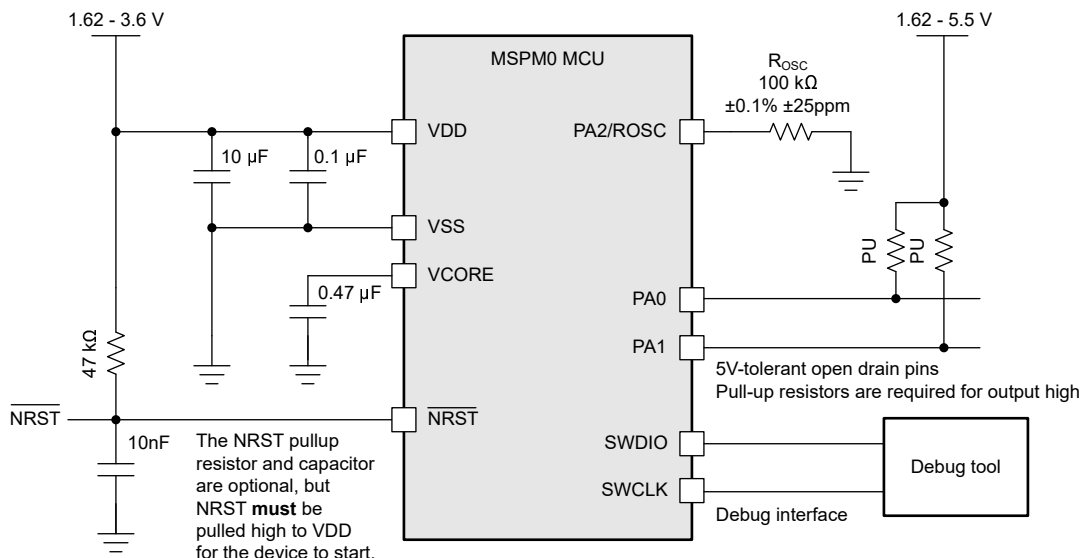 1.62 - 3.6 V
1.62 - 5.5 V
MSPM0 MCU
ROSC
100 kΩ
±0.1% ±25ppm
VDD
PA2/ROSC
10 µF
0.1 µF
VSS
VCORE
0.47 µF
PU
PU
PA0
PA1
47 kΩ
5V-tolerant open drain pins
Pull-up resistors are required for output high
NRST
NRST
10nF
The NRST pullup
resistor and capacitor
are optional, but
NRST must be
pulled high to VDD
for the device to start.
SWDIO
SWCLK
Debug tool
Debug interface